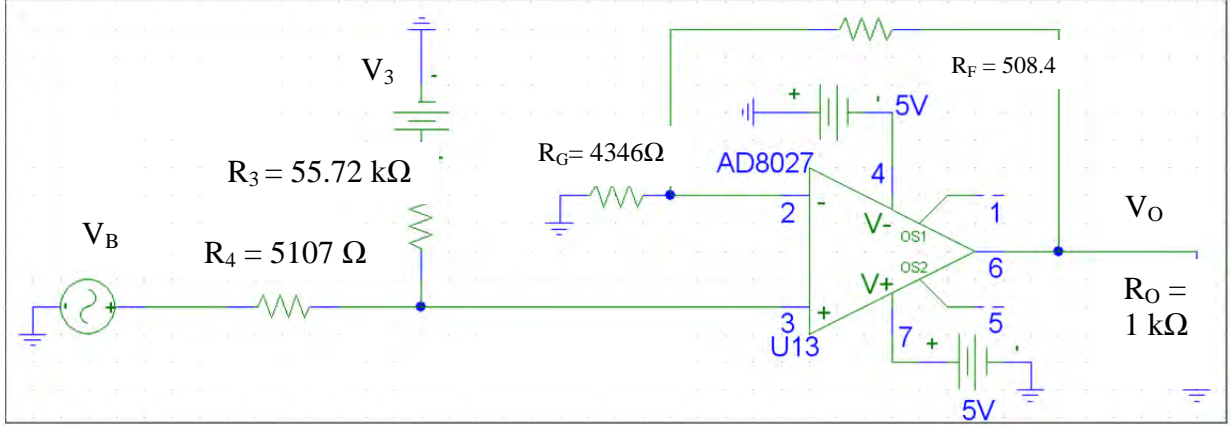 V3
R3 = 55.72 kΩ
VB
R4 = 5107 Ω
RF = 508.4
RG= 4346Ω
+
-
5V
AD8027
4
2
-
V-
OS1
1
6
OS2
V+
3
+
U13
7
5
+
-
5V
VO
RO =
1 kΩ